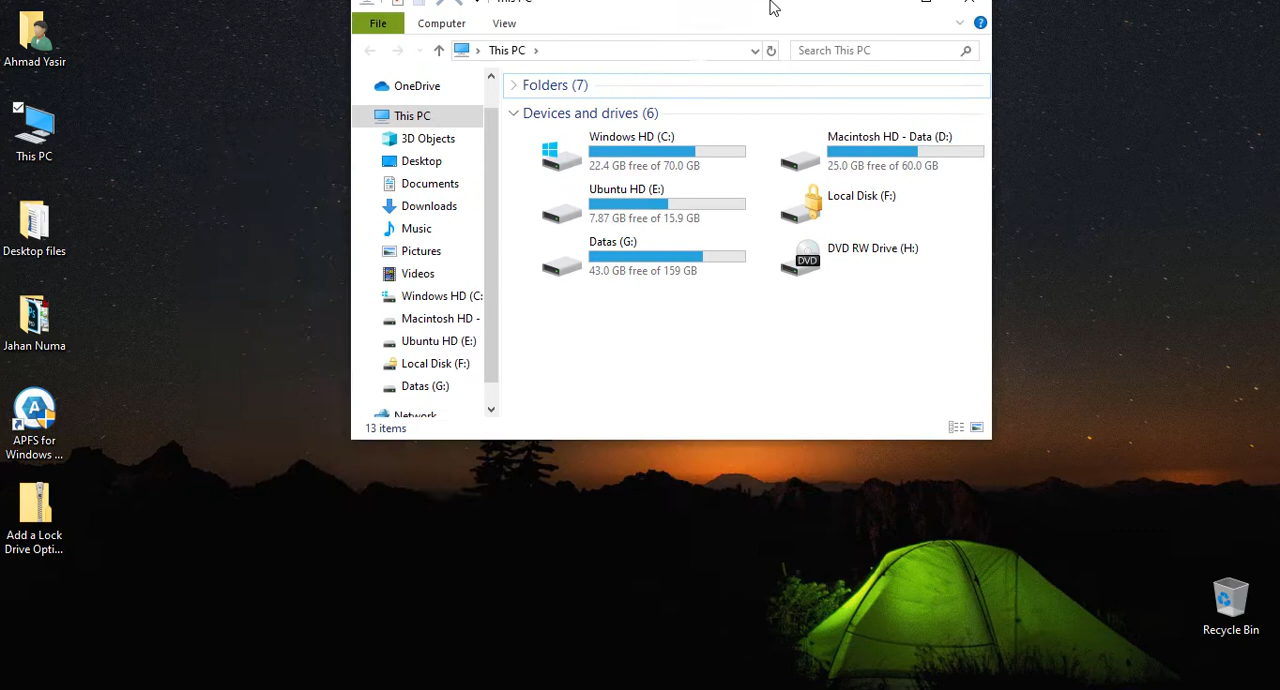 Ahmad Yasir
This PC
Desktop files
Jahan Numa
APFS for
Windows ...
Add a Lock
Drive Opti...
File
Computer
View
This PC
Search This PC
OneDrive
This PC
3D Objects
Desktop
Documents
Downloads
Music
Pictures
Videos
Windows HD (C:
Macintosh HD -
Ubuntu HD (E:)
Local Disk (F:)
Datas (G:)
Network
Folders (7)
Devices and drives (6)
Windows HD (C:)
22.4 GB free of 70.0 GB
Macintosh HD - Data (D:)
25.0 GB free of 60.0 GB
Ubuntu HD (E:)
7.87 GB free of 15.9 GB
Local Disk (F:)
Datas (G:)
43.0 GB free of 159 GB
DVD
DVD RW Drive (H:)
13 items
Recycle Bin